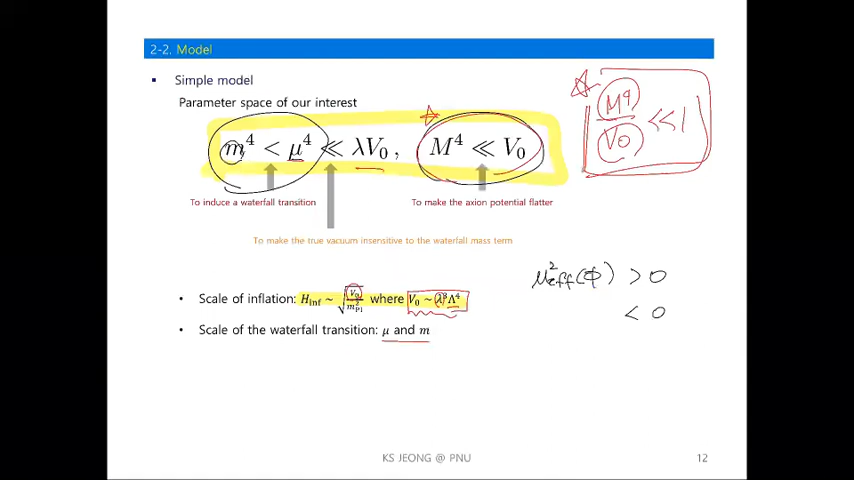 2-2. Model
▪ Simple model
Parameter space of our interest
m⁴ < μ⁴ ≪ λV₀ , M⁴ ≪ V₀
M⁴/V₀ << 1
To induce a waterfall transition
To make the axion potential flatter
To make the true vacuum insensitive to the waterfall mass term
μ²eff(ϕ) > 0
< 0
• Scale of inflation: H_inf ~ √(V₀/m²_Pl) where V₀ ~ λ³Λ⁴
• Scale of the waterfall transition: μ and m
KS JEONG @ PNU
12